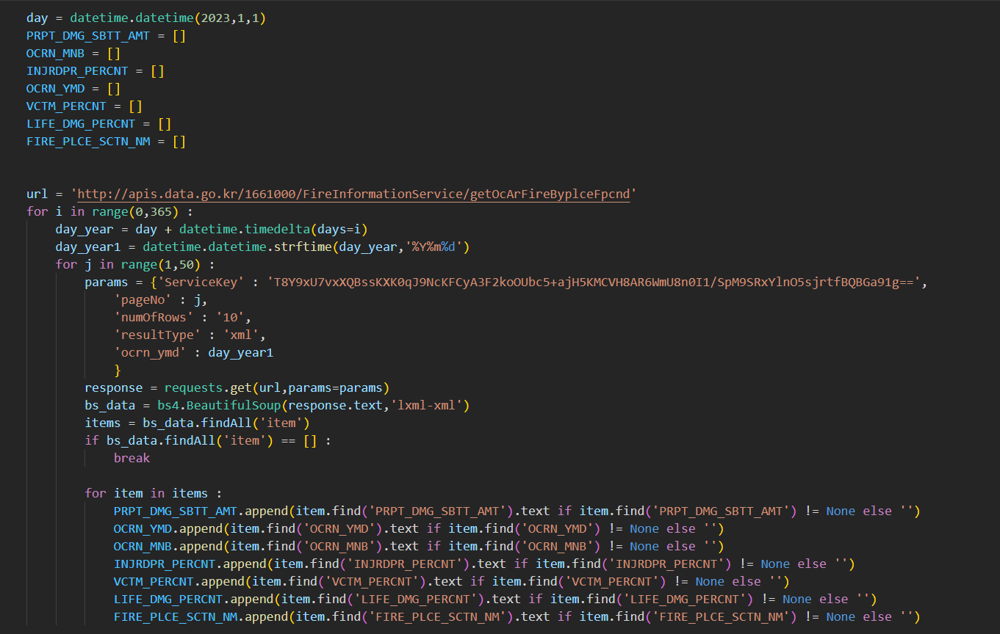 day = datetime.datetime(2023,1,1)
PRPT_DMG_SBTT_AMT = []
OCRN_MNB = []
INJRDPR_PERCNT = []
OCRN_YMD = []
VCTM_PERCNT = []
LIFE_DMG_PERCNT = []
FIRE_PLCE_SCTN_NM = []
url = 'http://apis.data.go.kr/1661000/FireInformationService/getOcArFireByplceFpcnd'
for i in range(0,365) :
day_year = day + datetime.timedelta(days=i)
day_year1 = datetime.datetime.strftime(day_year,'%Y%m%d')
for j in range(1,50) :
params = {'ServiceKey' : 'T8Y9xU7vxXQBssKXK0qJ9NcKFCyA3F2koOUbc5+ajH5KMCVH8AR6WmU8n0I1/SpM9SRxYlnO5sjrtfBQBGa91g==',
'pageNo' : j,
'numOfRows' : '10',
'resultType' : 'xml',
'ocrn_ymd' : day_year1
}
response = requests.get(url,params=params)
bs_data = bs4.BeautifulSoup(response.text,'lxml-xml')
items = bs_data.findAll('item')
if bs_data.findAll('item') == [] :
break
for item in items :
PRPT_DMG_SBTT_AMT.append(item.find('PRPT_DMG_SBTT_AMT').text if item.find('PRPT_DMG_SBTT_AMT') != None else '')
OCRN_YMD.append(item.find('OCRN_YMD').text if item.find('OCRN_YMD') != None else '')
OCRN_MNB.append(item.find('OCRN_MNB').text if item.find('OCRN_MNB') != None else '')
INJRDPR_PERCNT.append(item.find('INJRDPR_PERCNT').text if item.find('INJRDPR_PERCNT') != None else '')
VCTM_PERCNT.append(item.find('VCTM_PERCNT').text if item.find('VCTM_PERCNT') != None else '')
LIFE_DMG_PERCNT.append(item.find('LIFE_DMG_PERCNT').text if item.find('LIFE_DMG_PERCNT') != None else '')
FIRE_PLCE_SCTN_NM.append(item.find('FIRE_PLCE_SCTN_NM').text if item.find('FIRE_PLCE_SCTN_NM') != None else '')